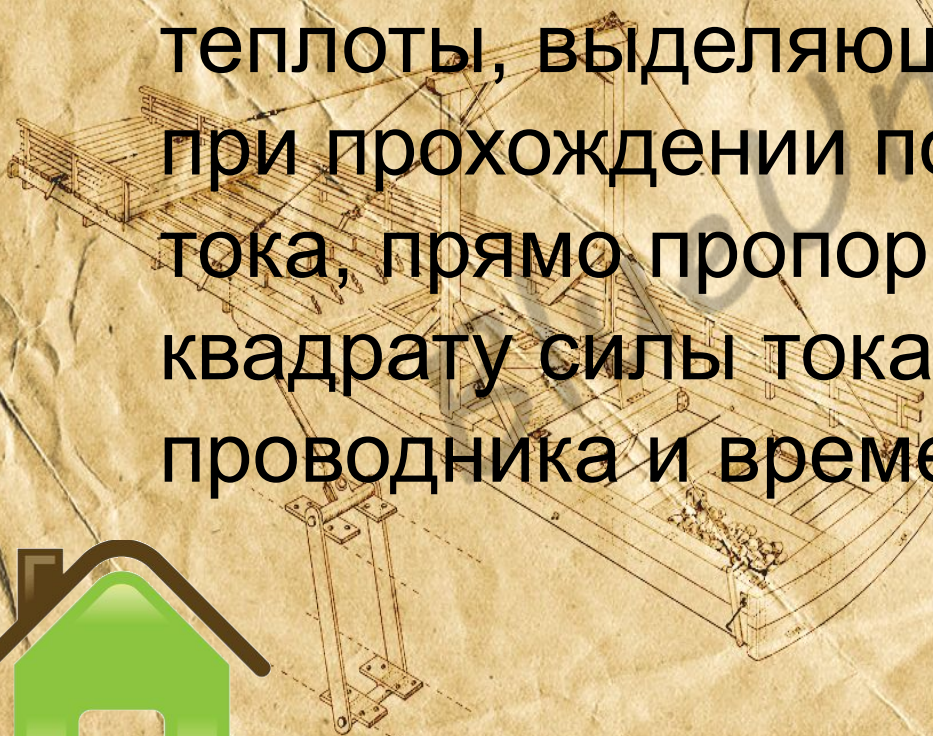 теплоты, выделяющ
при прохождении по
тока, прямо пропор
квадрату силы тока
проводника и време